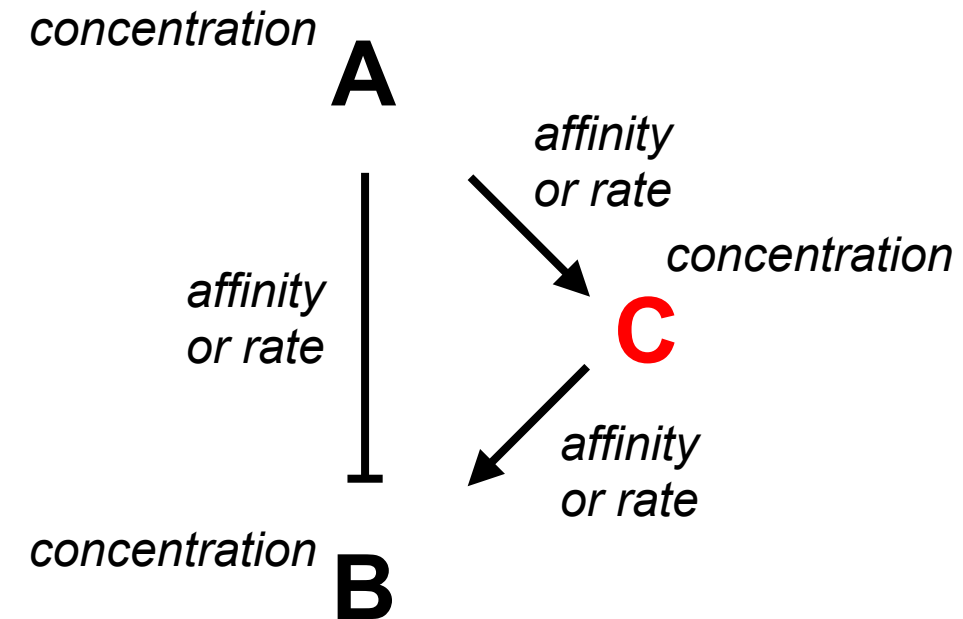 concentration
A
affinity
or rate
concentration
affinity
or rate
C
affinity
or rate
concentration
B